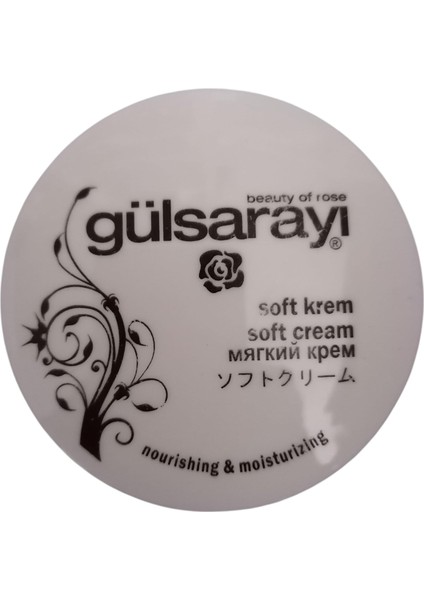 beauty of rose
gülsarayı®
soft krem
soft cream
мягкий крем
ソフトクリーム
nourishing & moisturizing